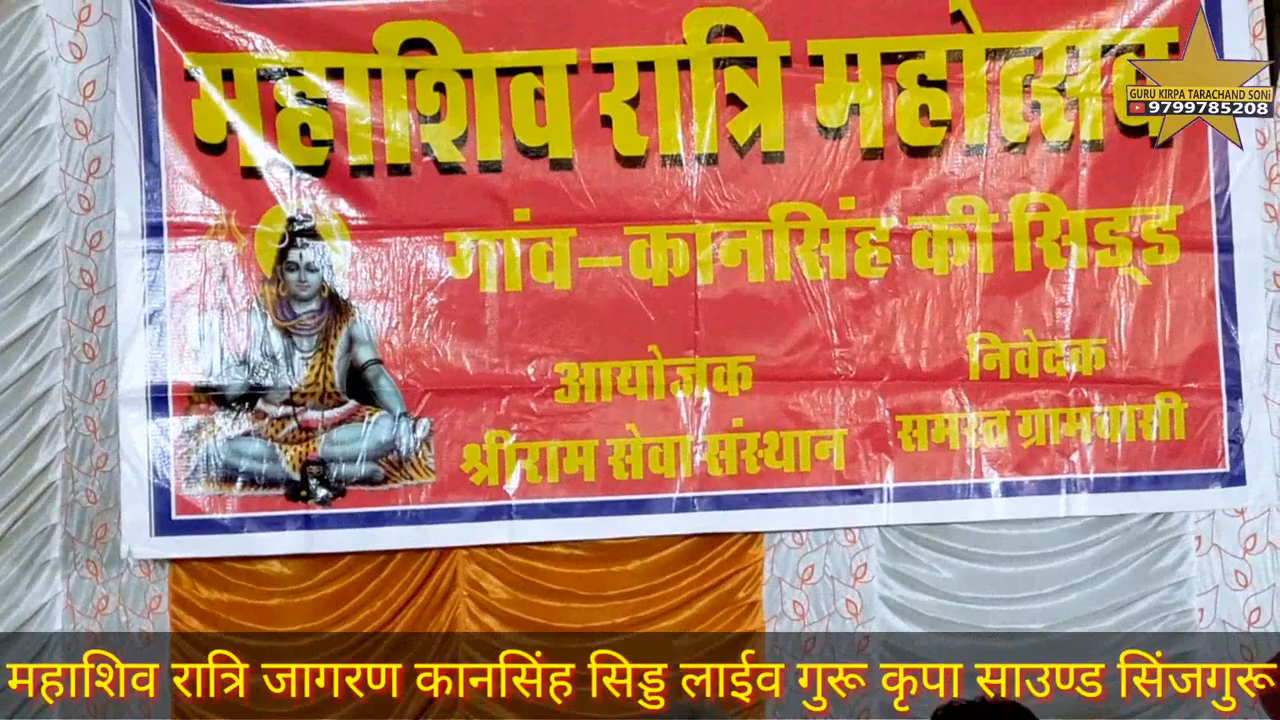 महाशिव रात्रि महोत्सव
GURU KIRPA TARACHAND SONi
9799785208
गांव-कानसिंह की सिड्ड
आयोजक
निवेदक
श्रीराम सेवा संस्थान
समस्त ग्रामवासी
महाशिव रात्रि जागरण कानसिंह सिड्ड लाईव गुरू कृपा साउण्ड सिंजगुरू